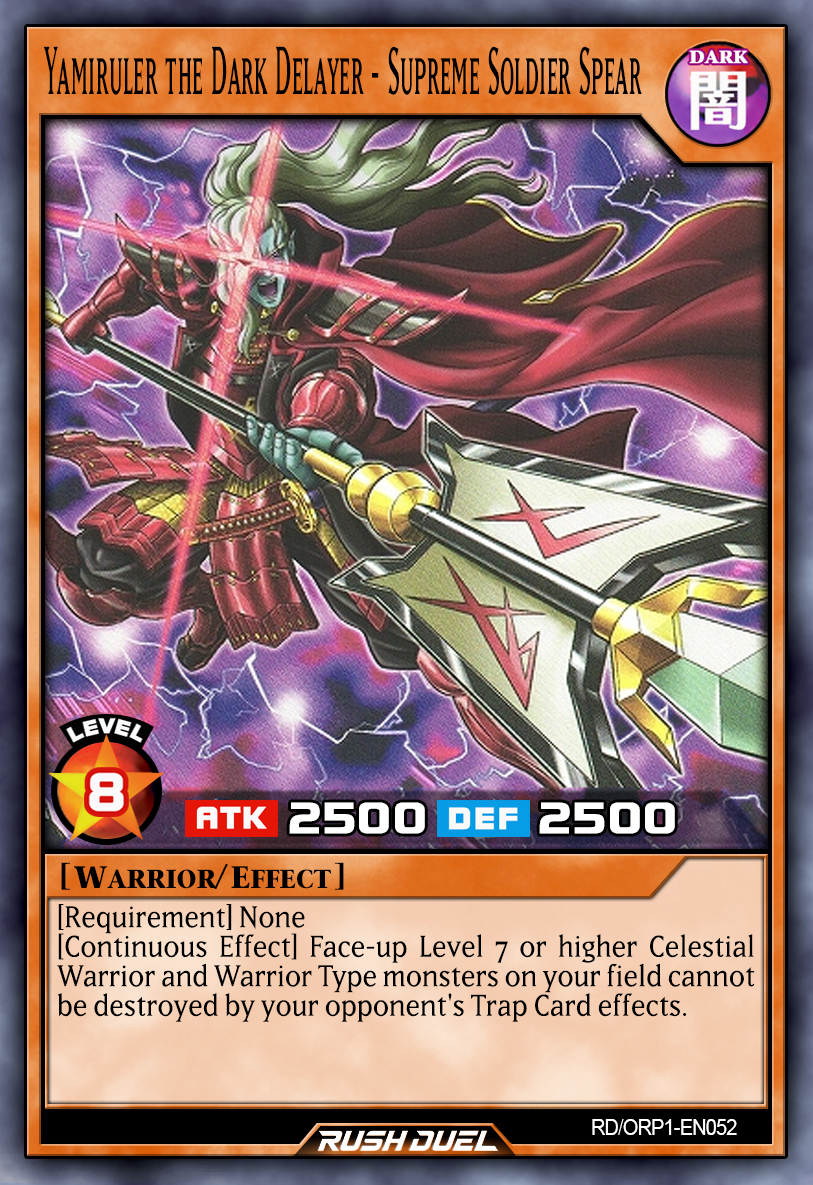 Yamiruler the Dark Delayer - Supreme Soldier Spear
DARK
闇
LEVEL
8
ATK 2500 DEF 2500
[Warrior/Effect]
[Requirement] None
[Continuous Effect] Face-up Level 7 or higher Celestial
Warrior and Warrior Type monsters on your field cannot
be destroyed by your opponent's Trap Card effects.
RD/ORP1-EN052
RUSH DUEL